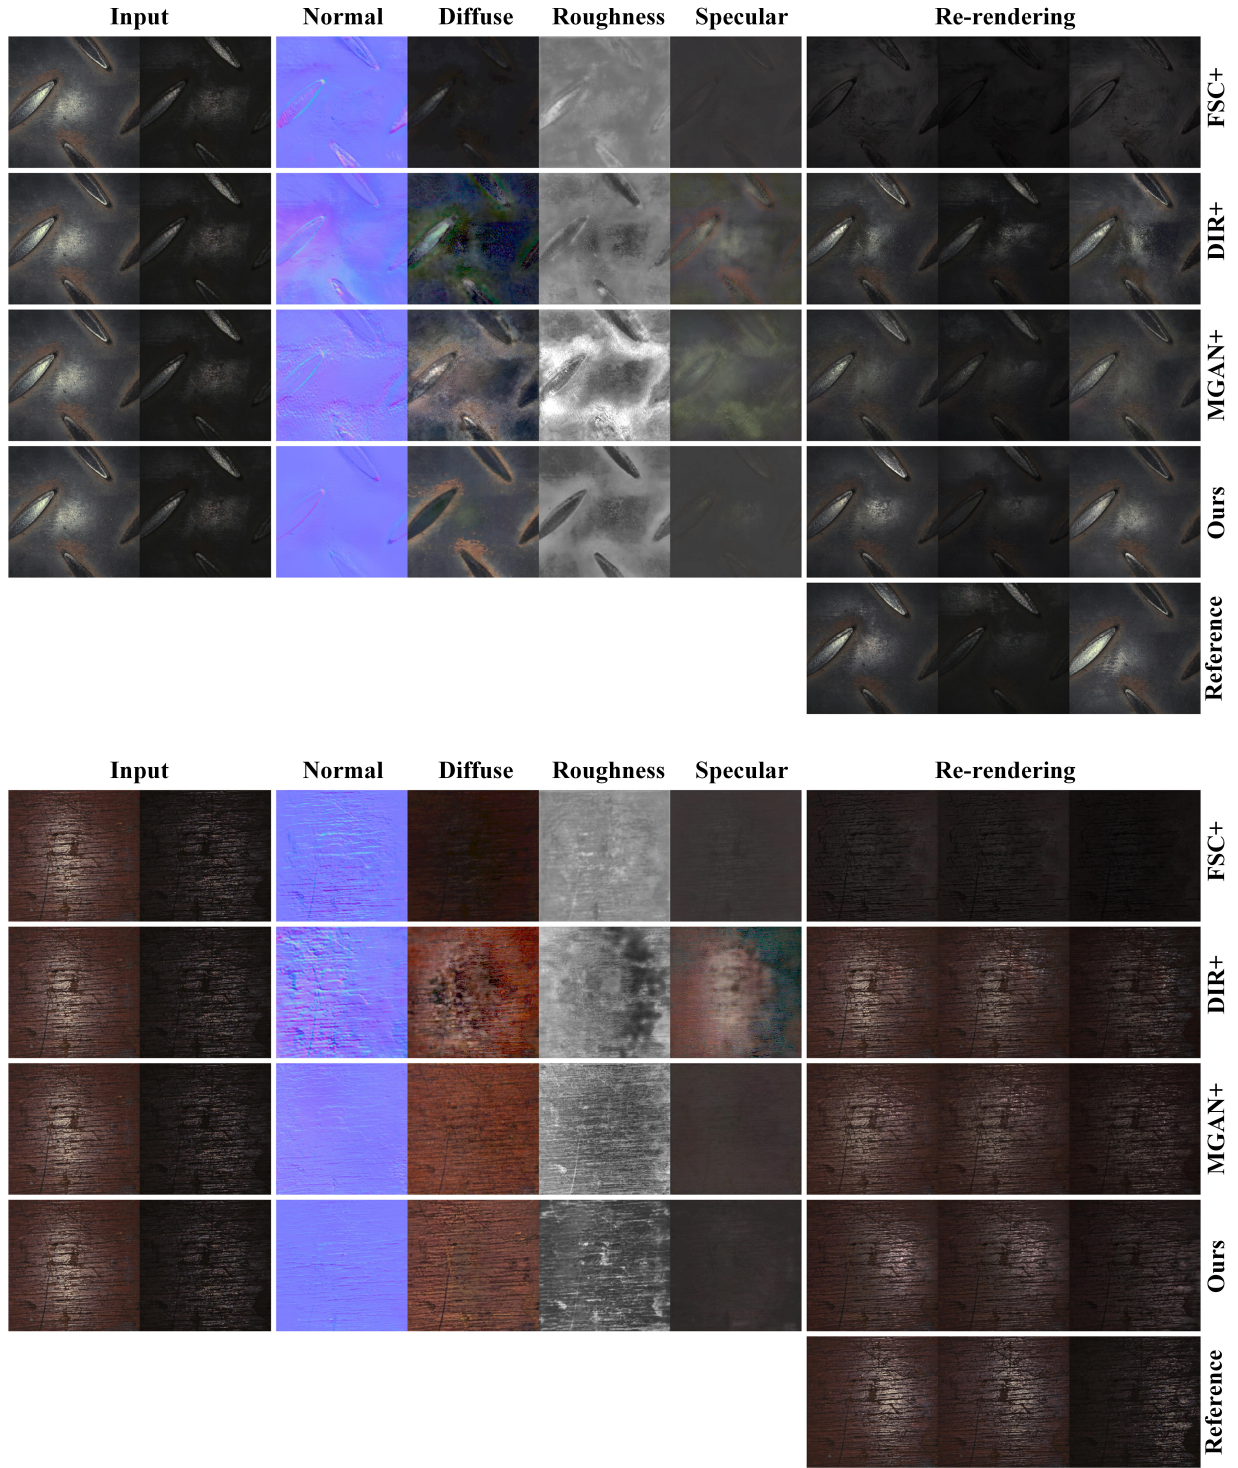 Input Normal Diffuse Roughness Specular Re-rendering
FSC+
DIR+
MGAN+
Ours
Reference
Input Normal Diffuse Roughness Specular Re-rendering
FSC+
DIR+
MGAN+
Ours
Reference